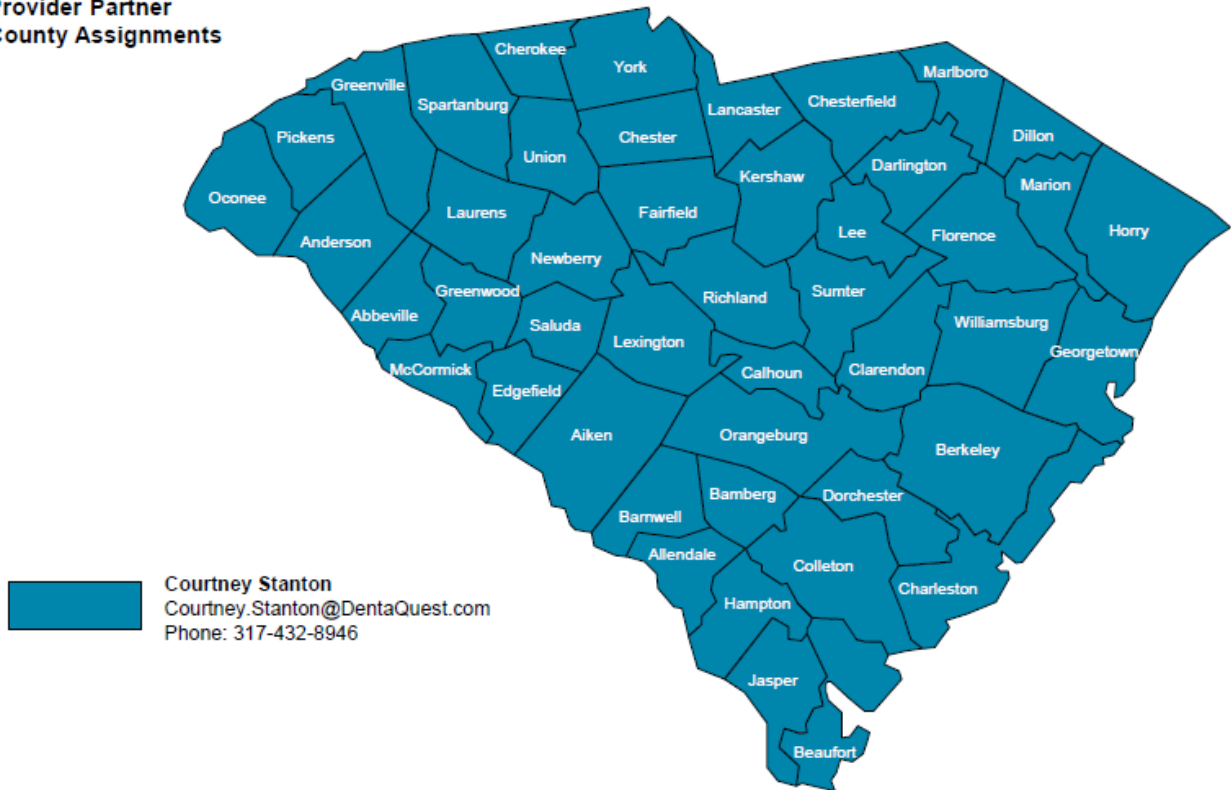 Provider Partner
County Assignments
Cherokee
York
Greenville
Spartanburg
Lancaster
Chesterfield
Marlboro
Pickens
Union
Chester
Dillon
Oconee
Laurens
Kershaw
Darlington
Marion
Anderson
Newberry
Fairfield
Lee
Florence
Horry
Abbeville
Greenwood
Saluda
Richland
Sumter
Williamsburg
McCormick
Lexington
Georgetown
Edgefield
Calhoun
Clarendon
Aiken
Orangeburg
Berkeley
Barnwell
Bamberg
Dorchester
Allendale
Colleton
Charleston
Hampton
Jasper
Beaufort
Courtney Stanton
Courtney.Stanton@DentaQuest.com
Phone: 317-432-8946